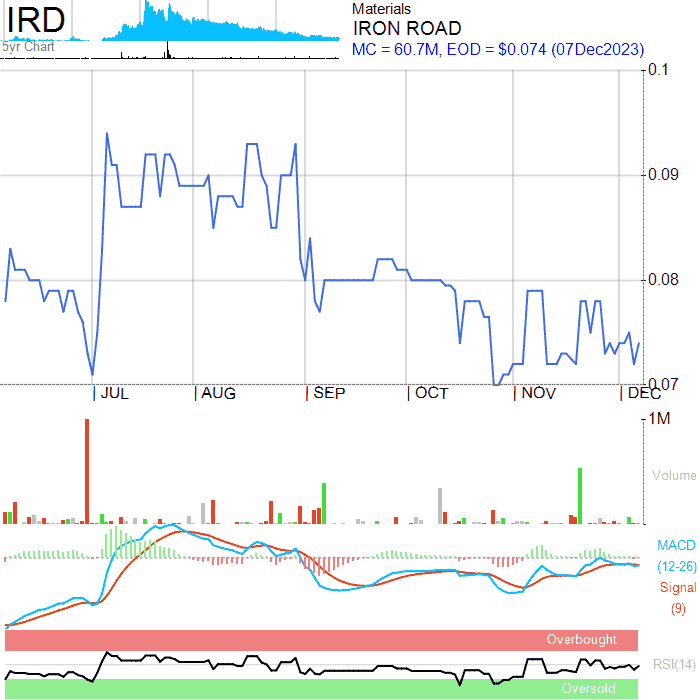 IRD
5yr Chart
Materials
IRON ROAD
MC = 60.7M, EOD = $0.074 (07Dec2023)
0.1
0.09
0.08
0.07
JUL AUG SEP OCT NOV DEC
1M
Volume
MACD
(12-26)
Signal
(9)
Overbought
RSI(14)
Oversold